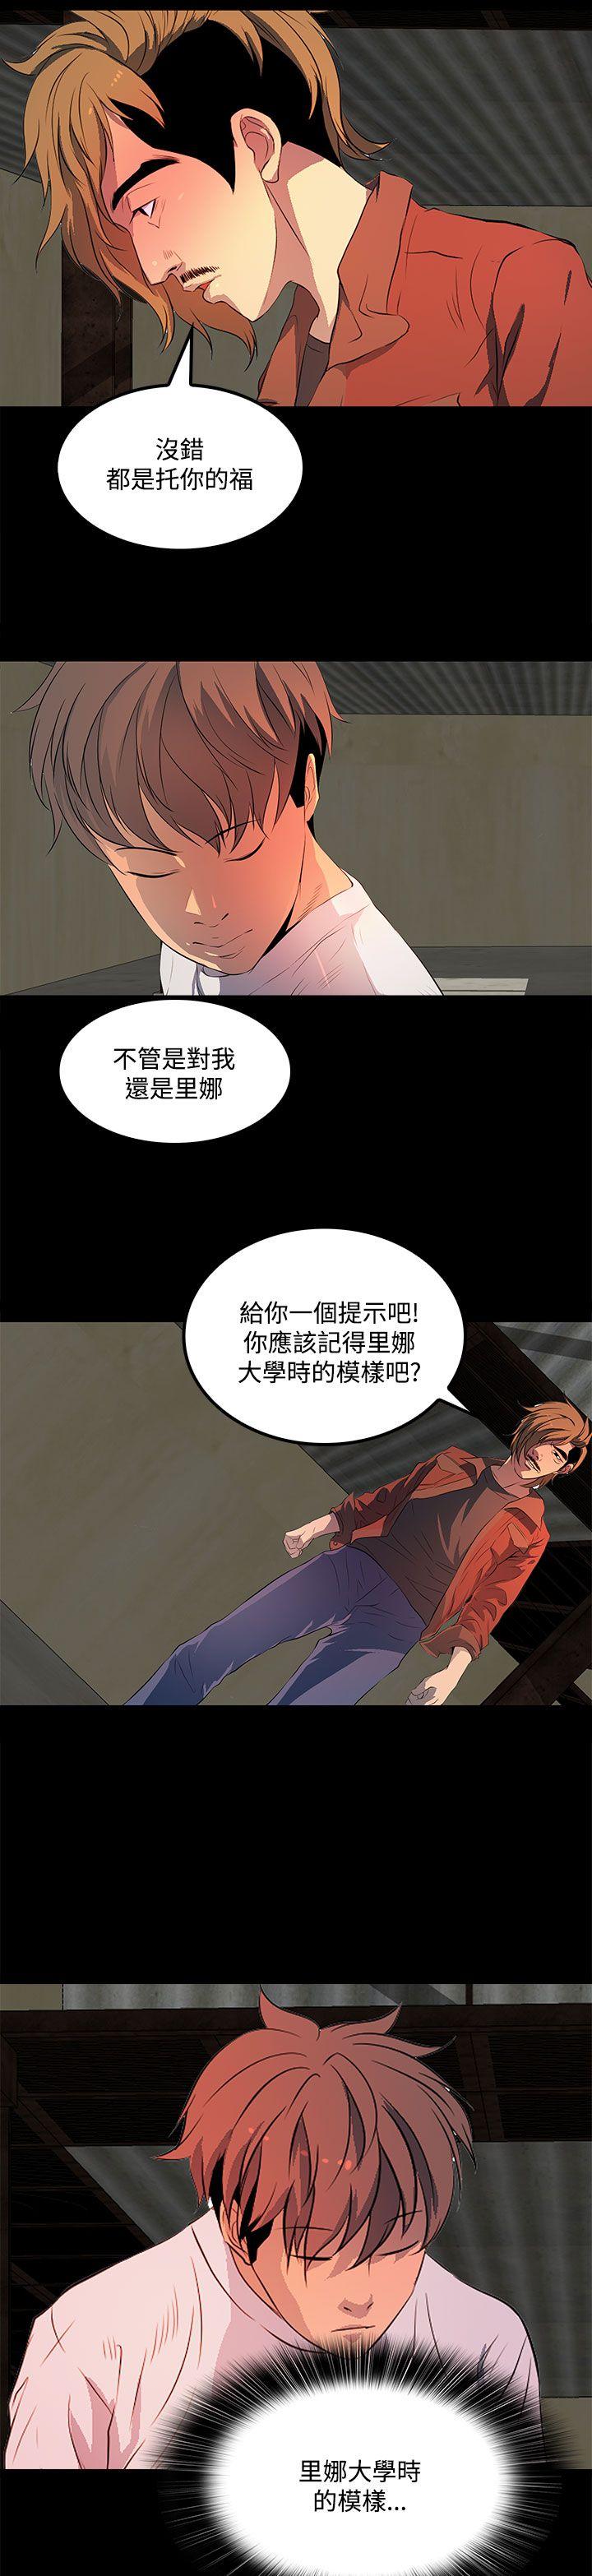 沒錯
都是托你的福
不管是對我
還是里娜
給你一個提示吧!
你應該記得里娜
大學時的模樣吧?
里娜大學時
的模樣...